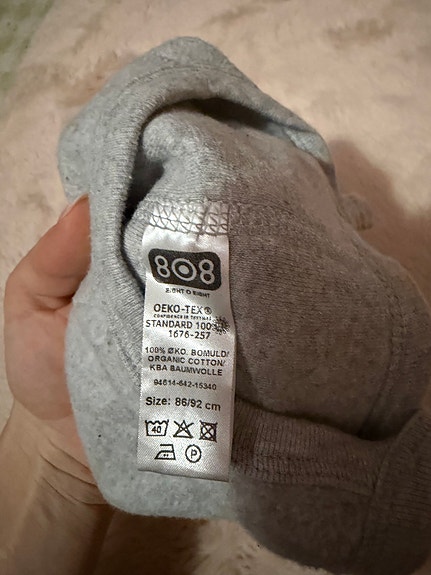 808
EIGHT O EIGHT
OEKO-TEX®
CONFIDENCE IN TEXTILES
STANDARD 100
1676-257
100% ØKO. BOMULD/
ORGANIC COTTON/
KBA BAUMWOLLE
94614-642-15340
Size: 86/92 cm
40
P